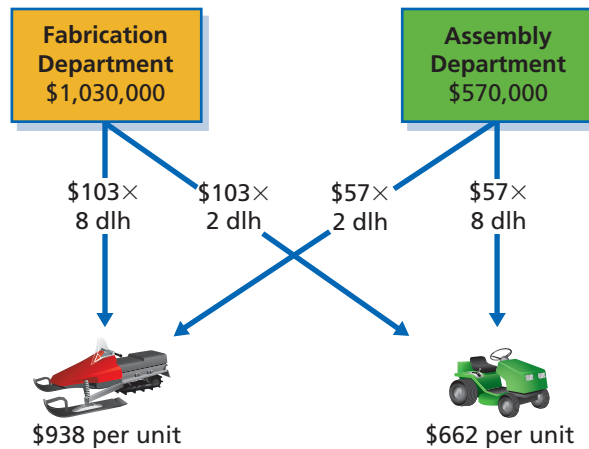 Fabrication
Department
$1,030,000
Assembly
Department
$570,000
$103×
8 dlh
$103×
2 dlh
$57×
2 dlh
$57×
8 dlh
$938 per unit
$662 per unit